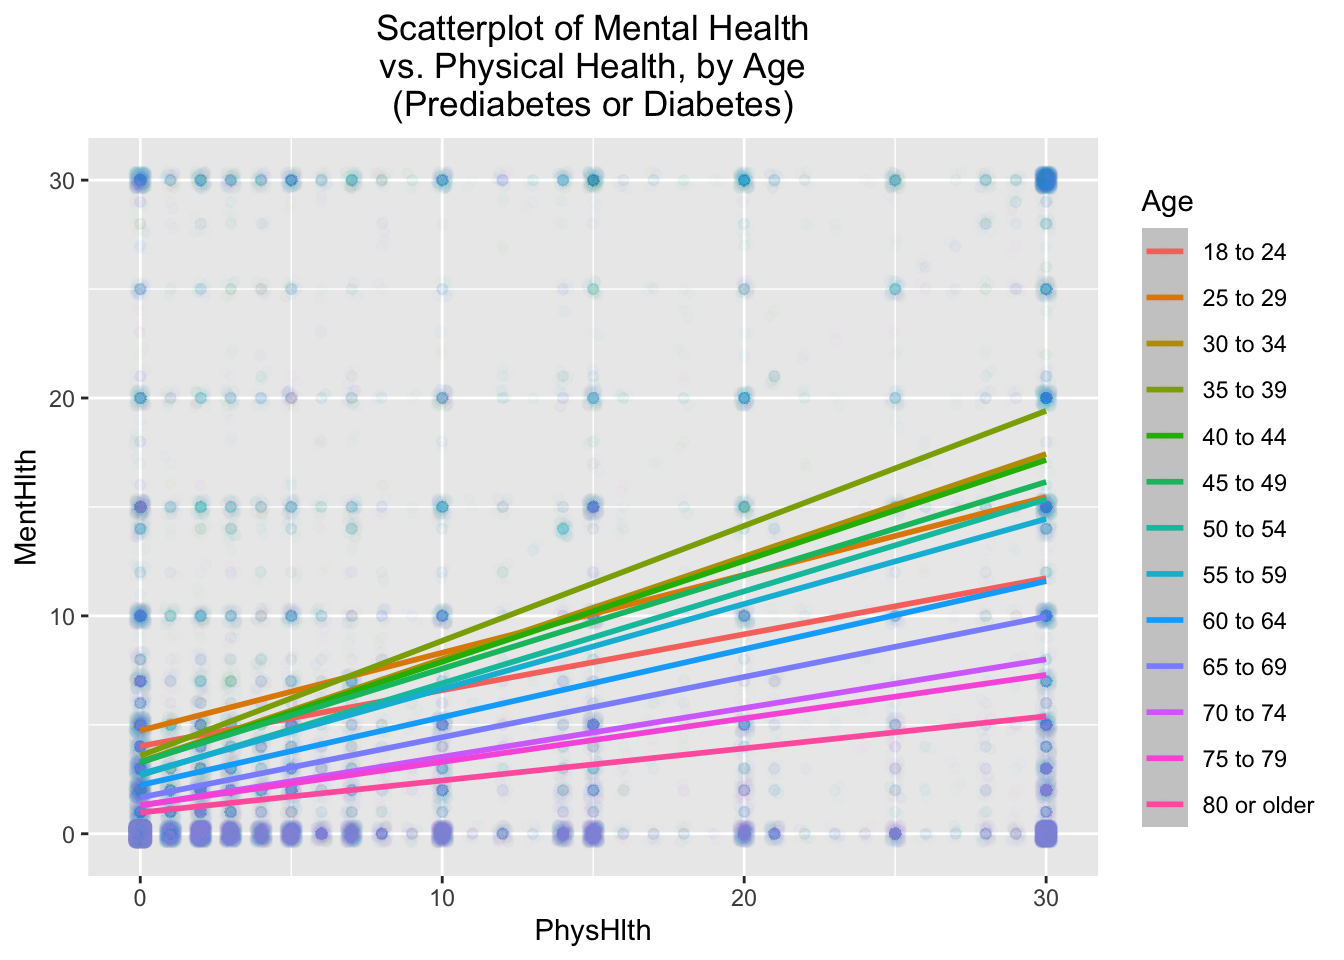 Scatterplot of Mental Health
vs. Physical Health, by Age
(Prediabetes or Diabetes)
30
20
10
0
MentHlth
0
10
20
30
PhysHlth
Age
18 to 24
25 to 29
30 to 34
35 to 39
40 to 44
45 to 49
50 to 54
55 to 59
60 to 64
65 to 69
70 to 74
75 to 79
80 or older